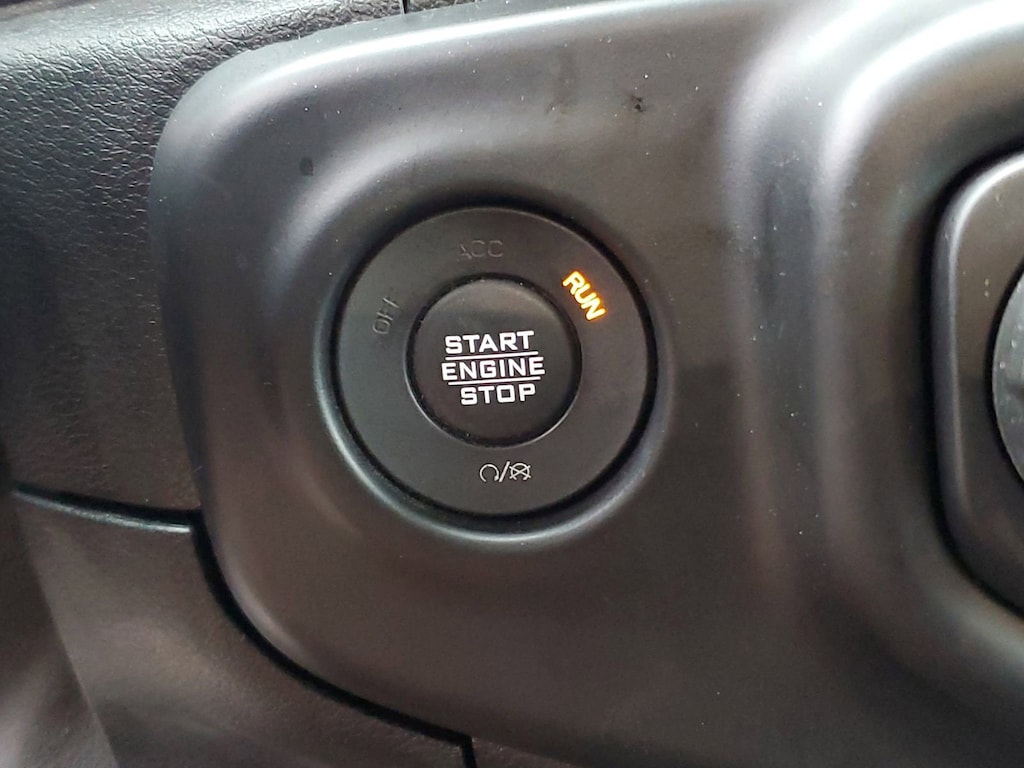 ACC
OFF
RUN
START
ENGINE
STOP